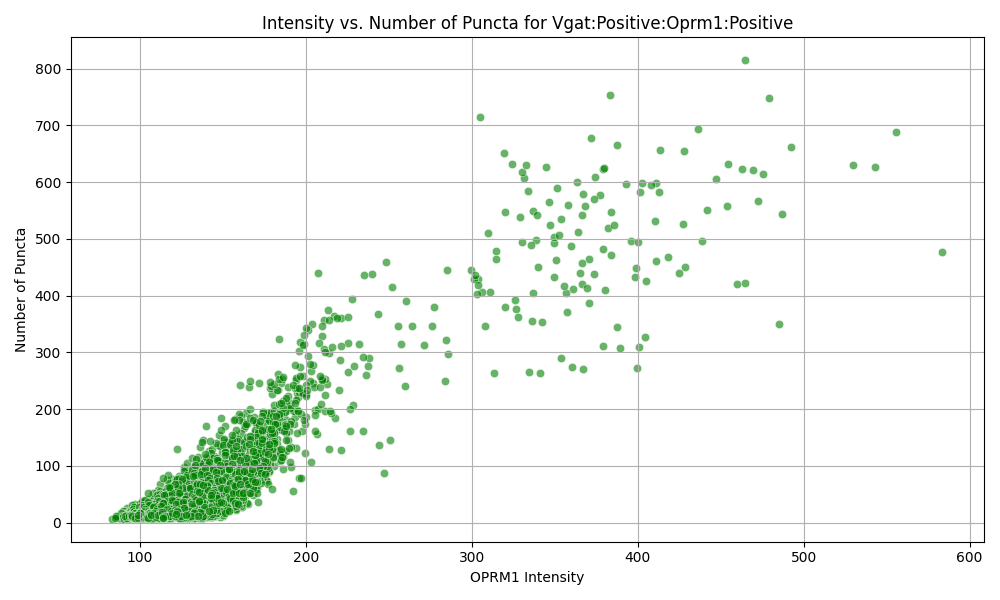 Intensity vs. Number of Puncta for Vgat:Positive:Oprm1:Positive
Number of Puncta
800
700
600
500
400
300
200
100
0
100 200 300 400 500 600
OPRM1 Intensity